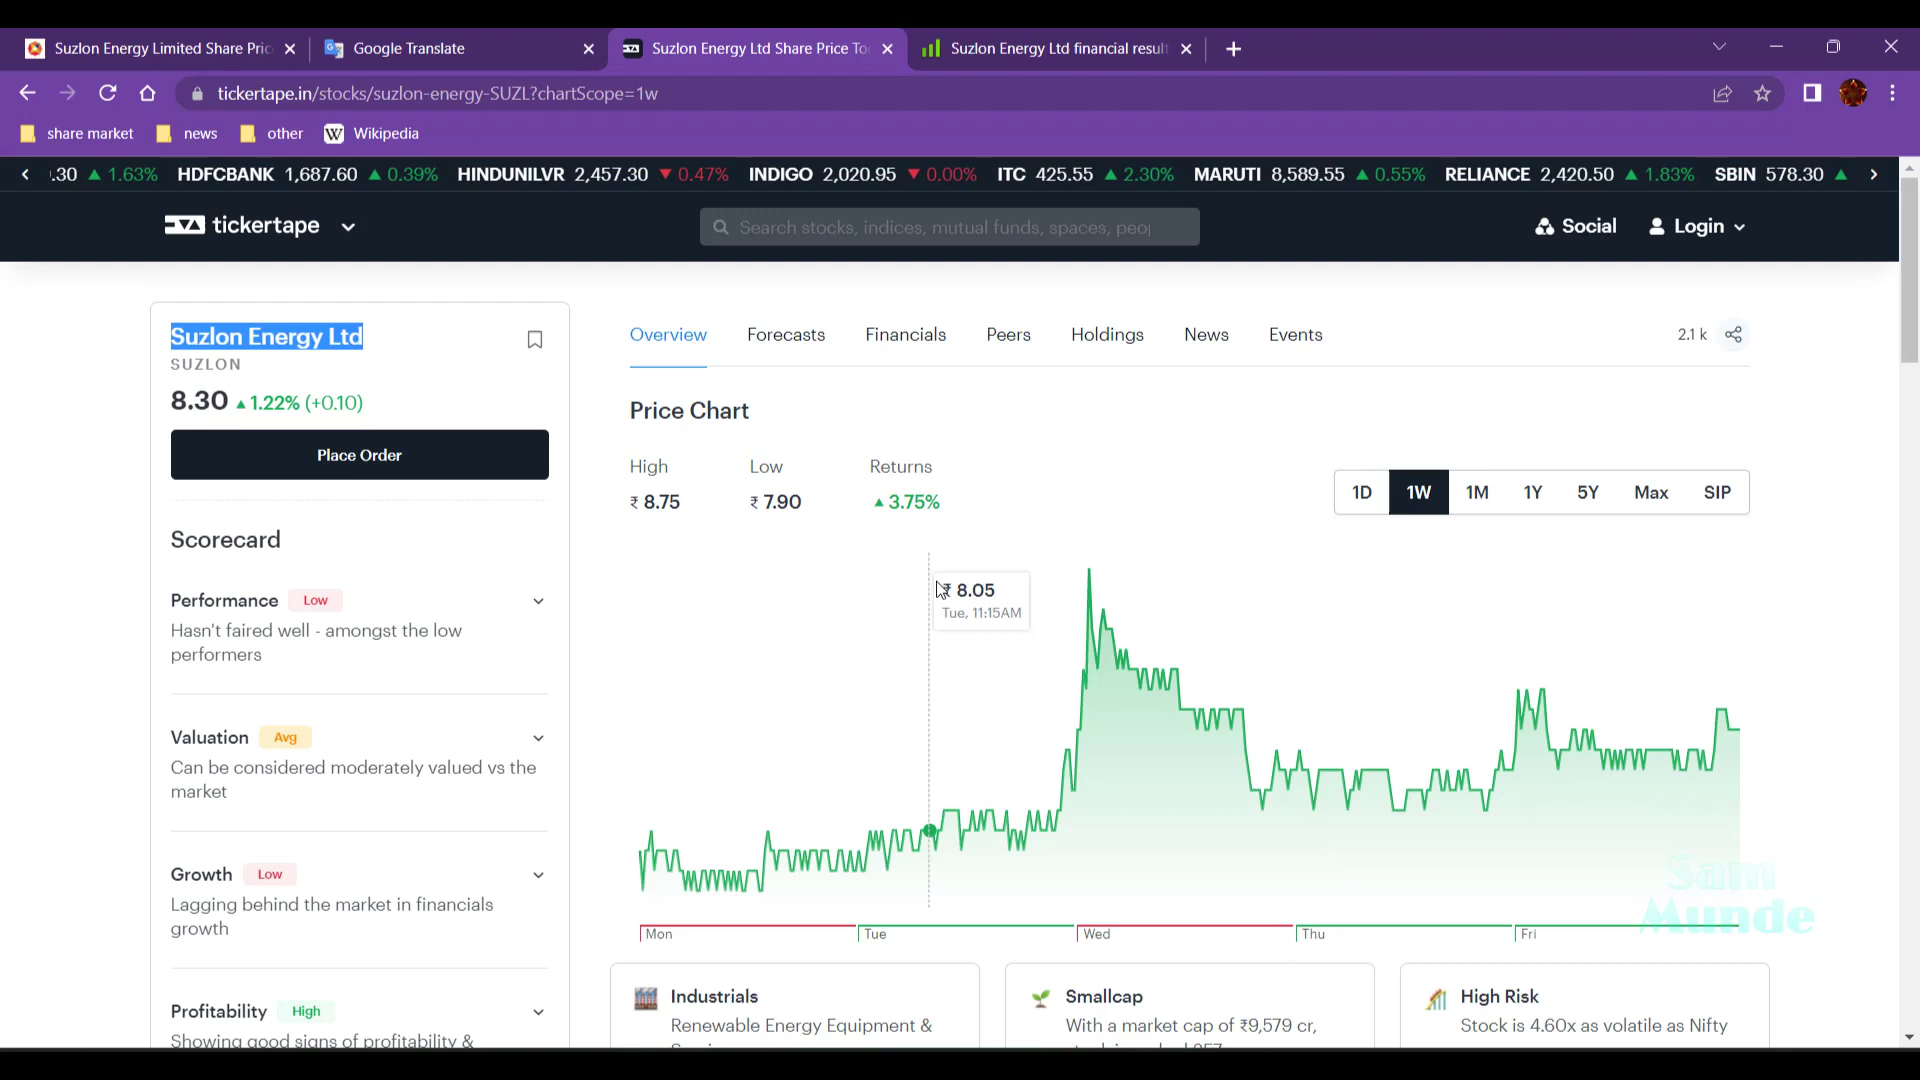 Suzlon Energy Limited Share Pric
Google Translate
Suzlon Energy Ltd Share Price To
Suzlon Energy Ltd financial result
tickertape.in/stocks/suzlon-energy-SUZL?chartScope=1w
share market
news
other
W Wikipedia
.30 ▲ 1.63% HDFCBANK 1,687.60 ▲ 0.39% HINDUNILVR 2,457.30 ▼ 0.47% INDIGO 2,020.95 ▼ 0.00% ITC 425.55 ▲ 2.30% MARUTI 8,589.55 ▲ 0.55% RELIANCE 2,420.50 ▲ 1.83% SBIN 578.30 ▲
tickertape
Search stocks, indices, mutual funds, spaces, peo
Social
Login
Suzlon Energy Ltd
SUZLON
8.30 ▲ 1.22% (+0.10)
Place Order
Scorecard
Performance Low
Hasn't faired well - amongst the low
performers
Valuation Avg
Can be considered moderately valued vs the
market
Growth Low
Lagging behind the market in financials
growth
Profitability High
Showing good signs of profitability &
Overview Forecasts Financials Peers Holdings News Events
2.1 k
Price Chart
High Low Returns
₹ 8.75 ₹ 7.90 ▲ 3.75%
1D 1W 1M 1Y 5Y Max SIP
₹ 8.05
Tue, 11:15AM
Mon Tue Wed Thu Fri
Sam
Munde
Industrials
Renewable Energy Equipment &
Smallcap
With a market cap of ₹9,579 cr,
High Risk
Stock is 4.60x as volatile as Nifty